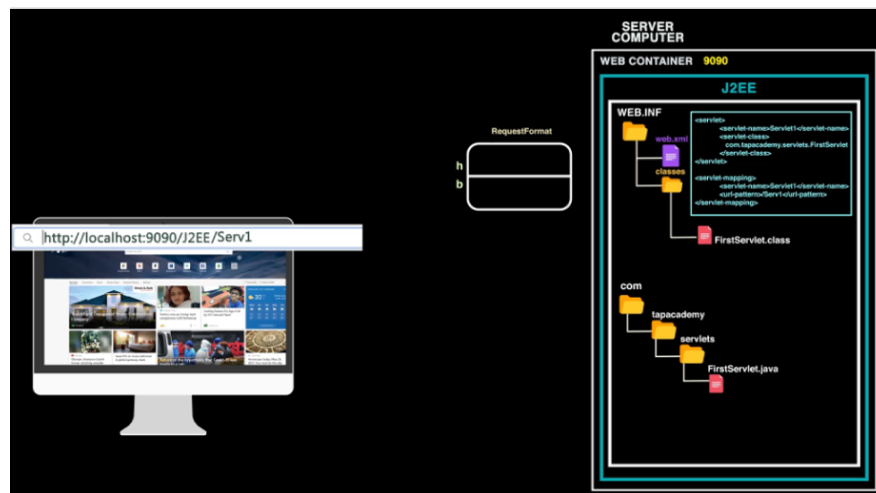 SERVER
COMPUTER
WEB CONTAINER 9090
J2EE
WEB.INF
web.xml
classes
<servlet>
<servlet-name>Servlet1</servlet-name>
<servlet-class>
com.tapacademy.servlets.FirstServlet
</servlet-class>
</servlet>
<servlet-mapping>
<servlet-name>Servlet1</servlet-name>
<url-pattern>/Serv1</url-pattern>
</servlet-mapping>
FirstServlet.class
com
tapacademy
servlets
FirstServlet.java
RequestFormat
h
b
http://localhost:9090/J2EE/Serv1